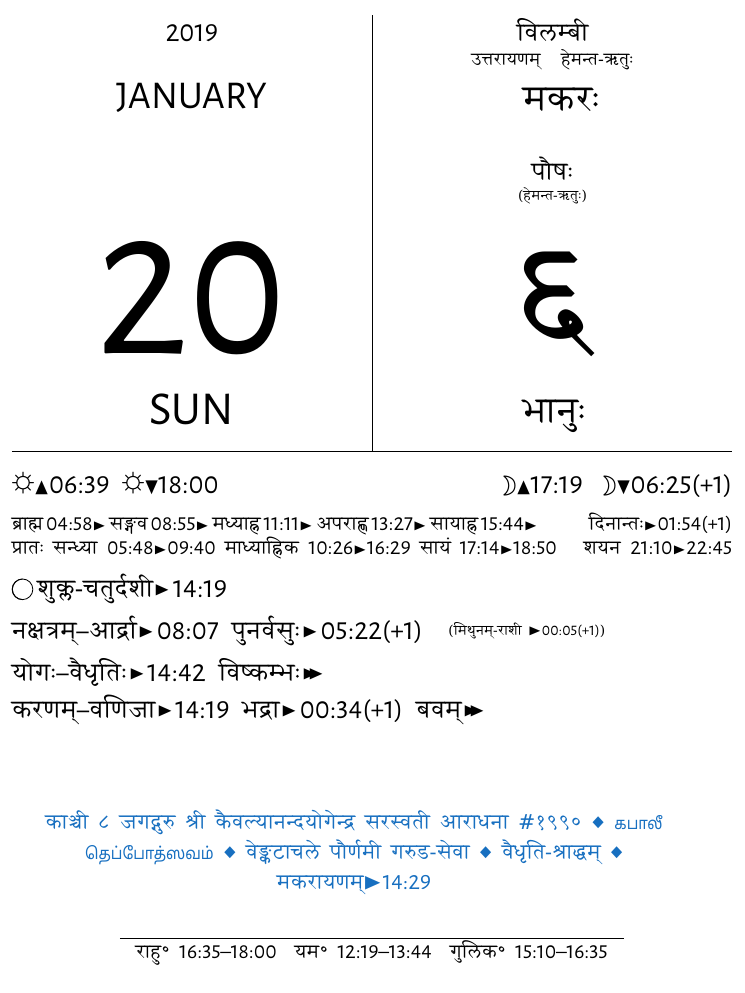 2019
JANUARY
20
SUN
विलम्बी
उत्तरायणम् हेमन्त-ऋतुः
मकरः
पौषः
(हेमन्त-ऋतुः)
६
भानुः
☼▲06:39 ☼▼18:00 ☽▲17:19 ☽▼06:25(+1)
ब्राह्म 04:58► सङ्गव 08:55► मध्याह्न 11:11► अपराह्ण 13:27► सायाह्न 15:44► दिनान्तः►01:54(+1)
प्रातः सन्ध्या 05:48►09:40 माध्याह्निक 10:26►16:29 सायं 17:14►18:50 शयन 21:10►22:45
◯शुक्ल-चतुर्दशी►14:19
नक्षत्रम्–आर्द्रा►08:07 पुनर्वसुः►05:22(+1) (मिथुनम्-राशी ►00:05(+1))
योगः–वैधृतिः►14:42 विष्कम्भः►►
करणम्–वणिजा►14:19 भद्रा►00:34(+1) बवम्►►
काञ्ची ८ जगद्गुरु श्री कैवल्यानन्दयोगेन्द्र सरस्वती आराधना #१९९० ◆ கபாலீ
தெப்போத்ஸவம் ◆ वेङ्कटाचले पौर्णमी गरुड-सेवा ◆ वैधृति-श्राद्धम् ◆
मकरायणम्►14:29
राहु॰ 16:35–18:00 यम॰ 12:19–13:44 गुलिक॰ 15:10–16:35